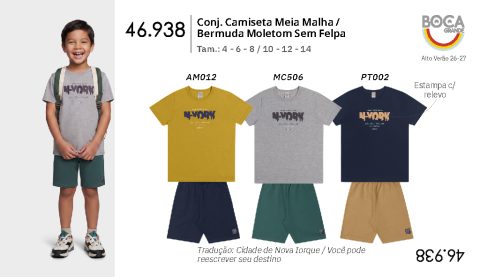 46.938
Conj. Camiseta Meia Malha /
Bermuda Moletom Sem Felpa
Tam.: 4 - 6 - 8 / 10 - 12 - 14
BOCA
GRANDE
Alto Verão 26-27
AM012
MC506
PT002
Estampa c/
relevo
N-YORK
N-YORK
N-YORK
N-YORK
Tradução: Cidade de Nova Iorque / Você pode
reescrever seu destino
46.938